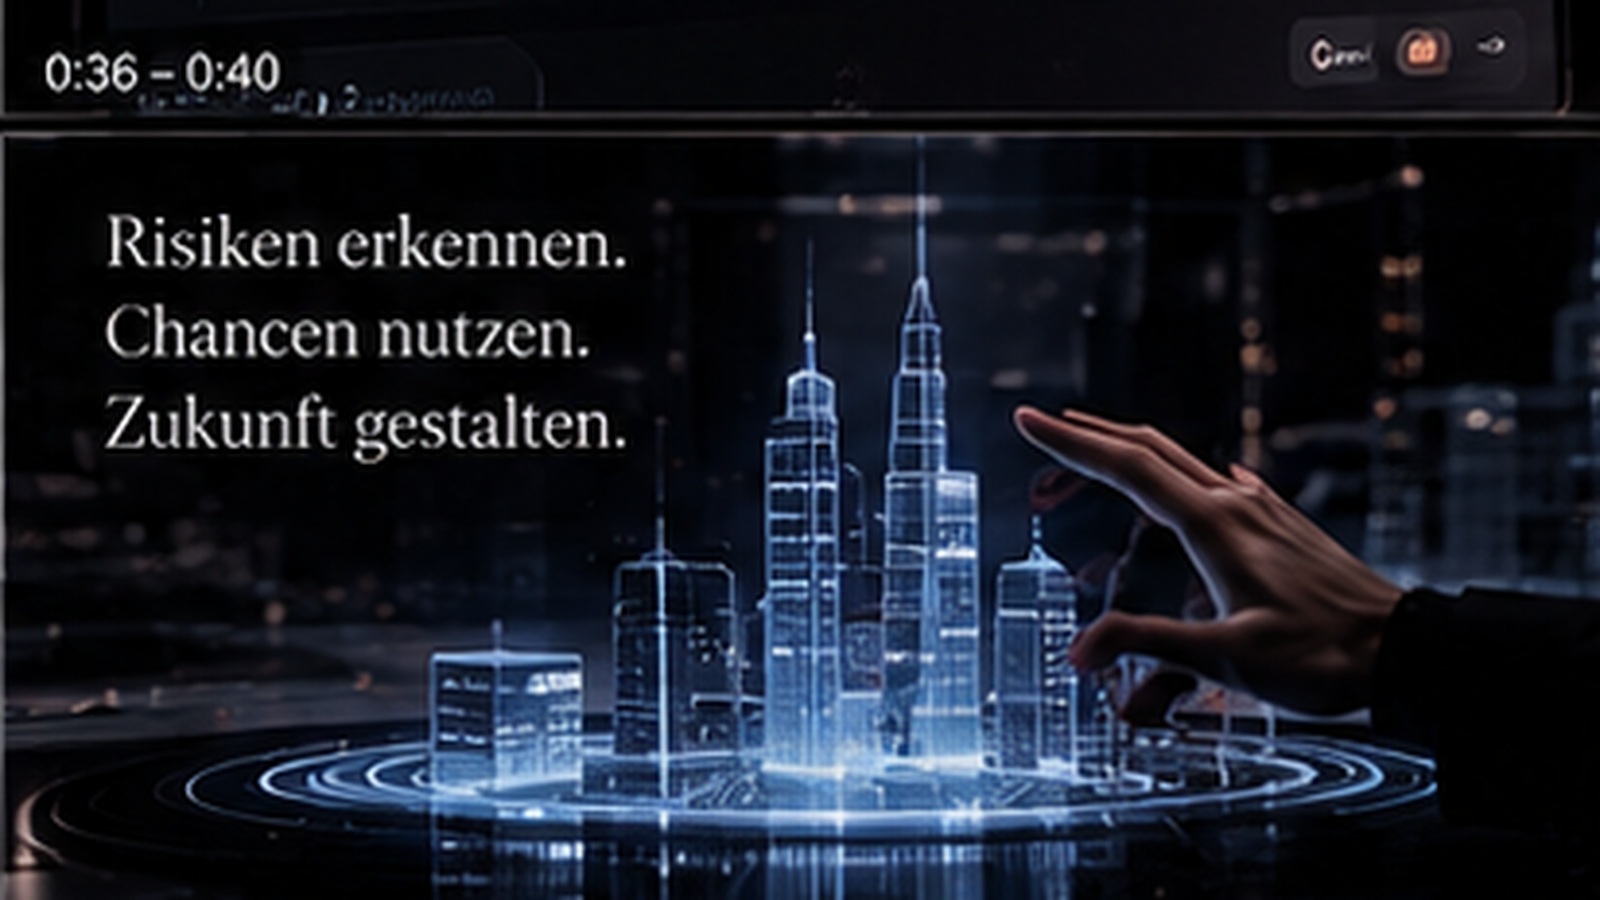 0:36 – 0:40
Risiken erkennen.
Chancen nutzen.
Zukunft gestalten.